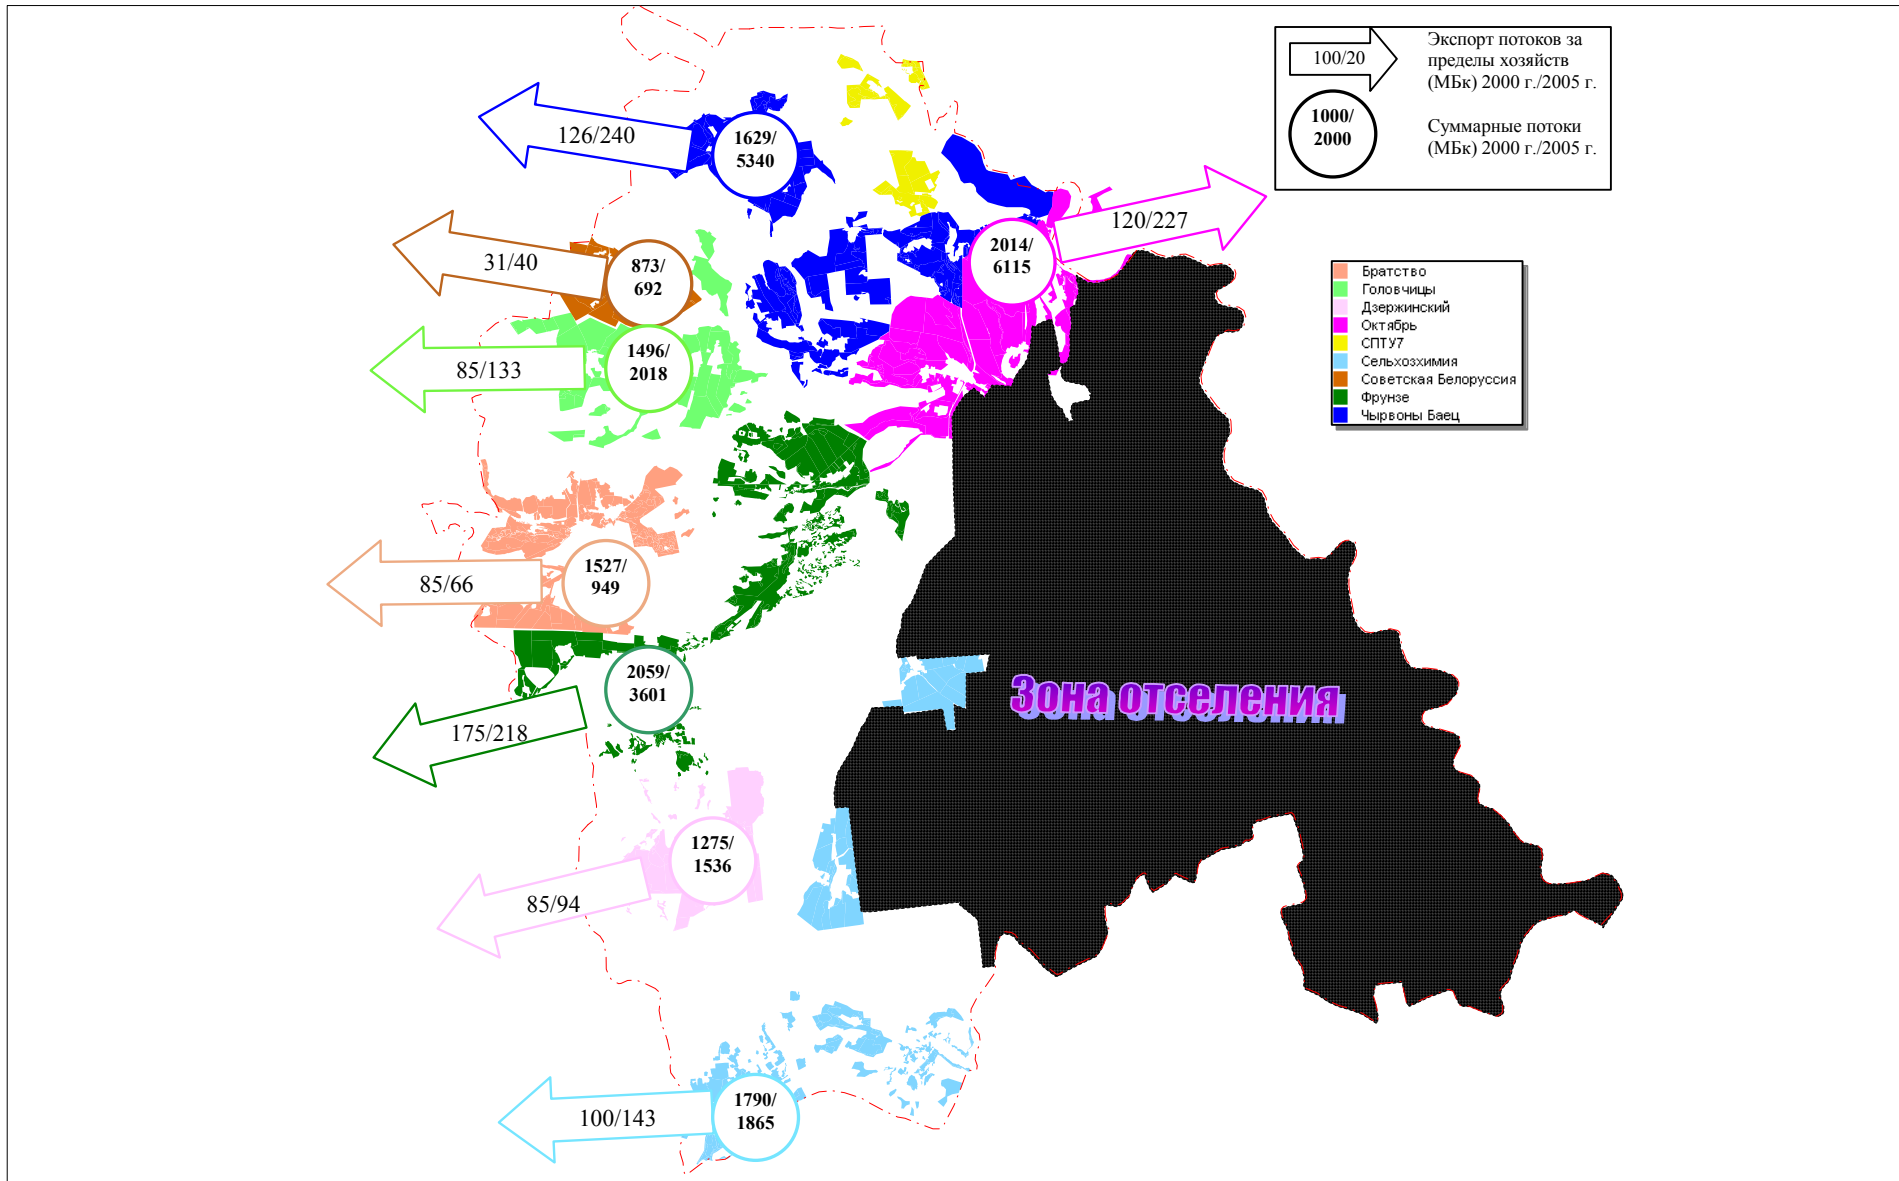 100/20
Экспорт потоков за
пределы хозяйств
(МБк) 2000 г./2005 г.
1000/
2000
Суммарные потоки
(МБк) 2000 г./2005 г.
126/240
1629/
5340
120/227
2014/
6115
31/40
873/
692
85/133
1496/
2018
Братство
Головчицы
Дзержинский
Октябрь
СПТУ7
Сельхозхимия
Советская Белоруссия
Фрунзе
Чырвоны Баец
85/66
1527/
949
175/218
2059/
3601
Зона отселения
85/94
1275/
1536
100/143
1790/
1865